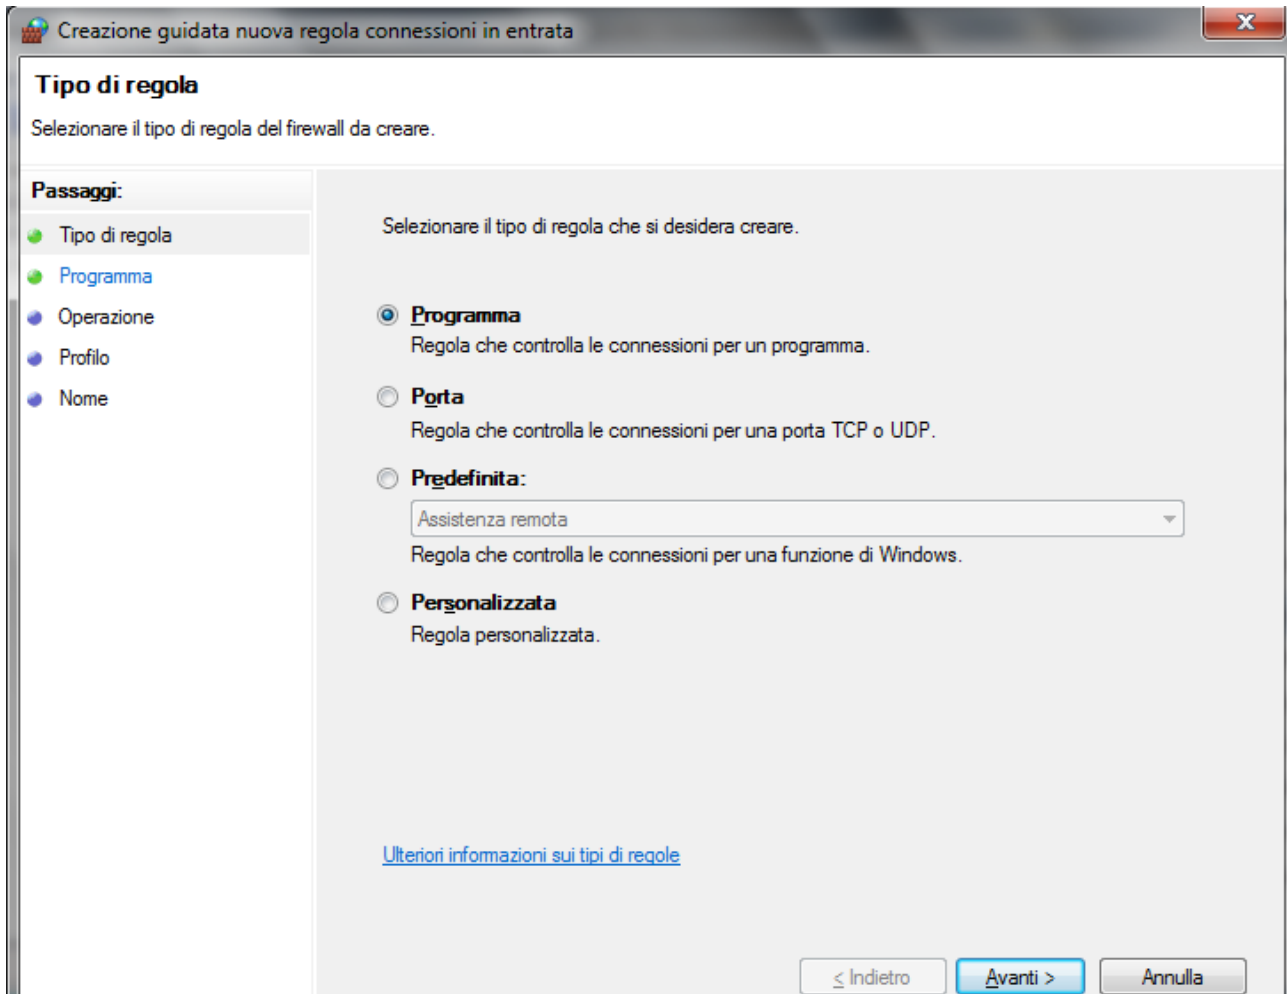 Creazione guidata nuova regola connessioni in entrata
Tipo di regola
Selezionare il tipo di regola del firewall da creare.
Passaggi:
Tipo di regola
Programma
Operazione
Profilo
Nome
Selezionare il tipo di regola che si desidera creare.
Programma
Regola che controlla le connessioni per un programma.
Porta
Regola che controlla le connessioni per una porta TCP o UDP.
Predefinita:
Assistenza remota
Regola che controlla le connessioni per una funzione di Windows.
Personalizzata
Regola personalizzata.
Ulteriori informazioni sui tipi di regole
< Indietro
Avanti >
Annulla